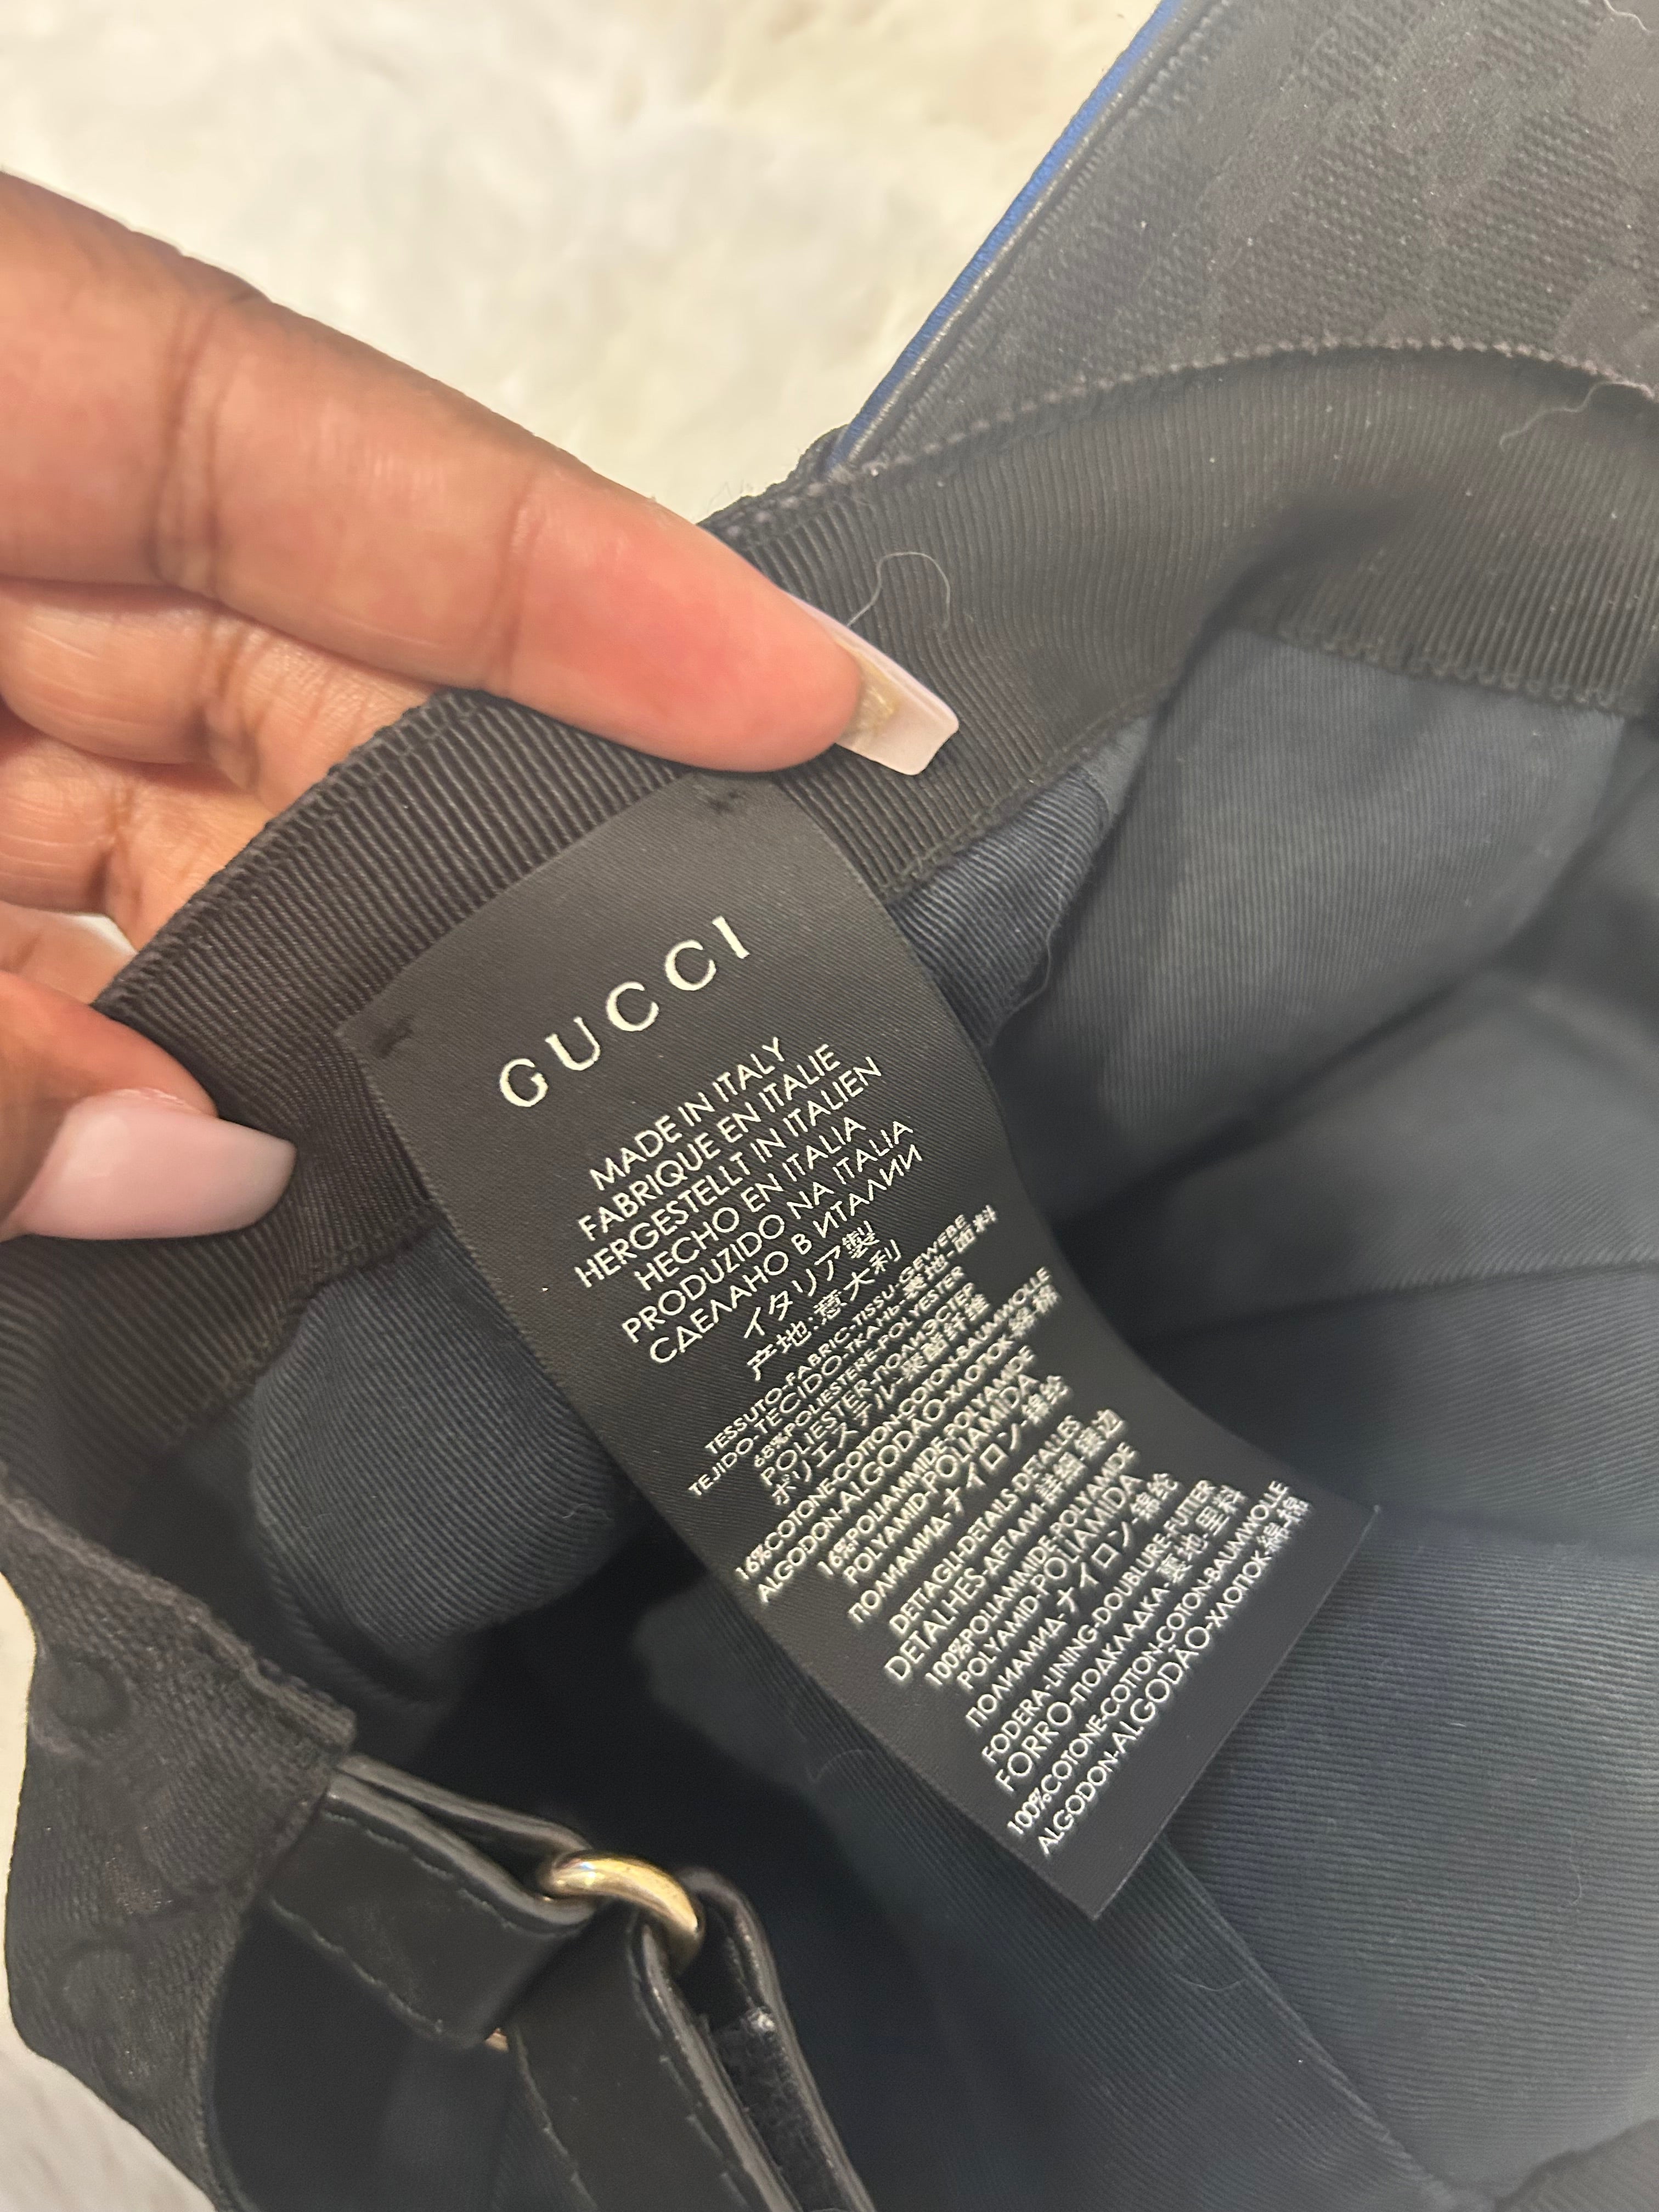 GUCCI
MADE IN ITALY
FABRIQUE EN ITALIE
HERGESTELLT IN ITALIEN
HECHO EN ITALIA
PRODUZIDO NA ITALIA
СДЕЛАНО В ИТАЛИИ
イタリア製
产地:意大利
TESSUTO-FABRIC-TISSU-GEWEBE
TEJIDO-TECIDO-ТКАНЬ-表地-面料
68%POLIESTERE-POLYESTER
POLIESTER-ПОЛИЭСТЕР
ポリエステル-聚酯纤维
16%COTONE-COTTON-COTON-BAUMWOLLE
ALGODON-ALGODÃO-ХЛОПОК-綿-棉
16%POLIAMMIDE-POLYAMIDE
POLYAMID-POLIAMIDA
ПОЛИАМИД-ナイロン-锦纶
DETTAGLI-DETAILS-DETALLES
DETALHES ДЕТАЛИ 詳細 镶边
100%POLIAMMIDE-POLYAMIDE
POLYAMID-POLIAMIDA
ПОЛИАМИД-ナイロン-锦纶
FODERA-LINING-DOUBLURE-FUTTER
FORRO-ПОДКЛАДКА-裏地-里料
100%COTONE-COTTON-COTON-BAUMWOLLE
ALGODON-ALGODÃO-ХЛОПОК-綿-棉